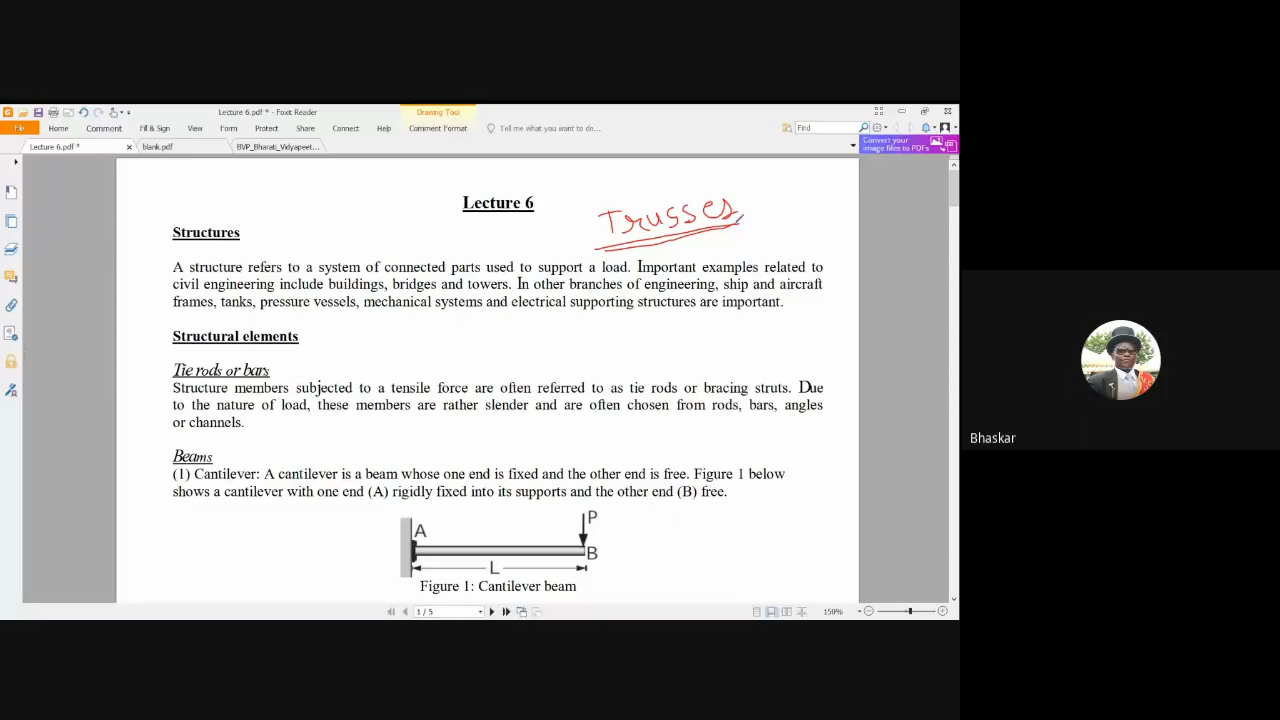 Lecture 6.pdf * - Foxit Reader
Drawing Tool
File Home Comment Fill & Sign View Form Protect Share Connect Help Comment Format Tell me what you want to do... Find
Lecture 6.pdf * blank.pdf BVP_Bharati_Vidyapeet...
Convert your
image files to PDFs
Lecture 6
Trusses
Structures
A structure refers to a system of connected parts used to support a load. Important examples related to
civil engineering include buildings, bridges and towers. In other branches of engineering, ship and aircraft
frames, tanks, pressure vessels, mechanical systems and electrical supporting structures are important.
Structural elements
Tie rods or bars
Structure members subjected to a tensile force are often referred to as tie rods or bracing struts. Due
to the nature of load, these members are rather slender and are often chosen from rods, bars, angles
or channels.
Beams
(1) Cantilever: A cantilever is a beam whose one end is fixed and the other end is free. Figure 1 below
shows a cantilever with one end (A) rigidly fixed into its supports and the other end (B) free.
P
A
B
L
Figure 1: Cantilever beam
1 / 5
150%
Bhaskar